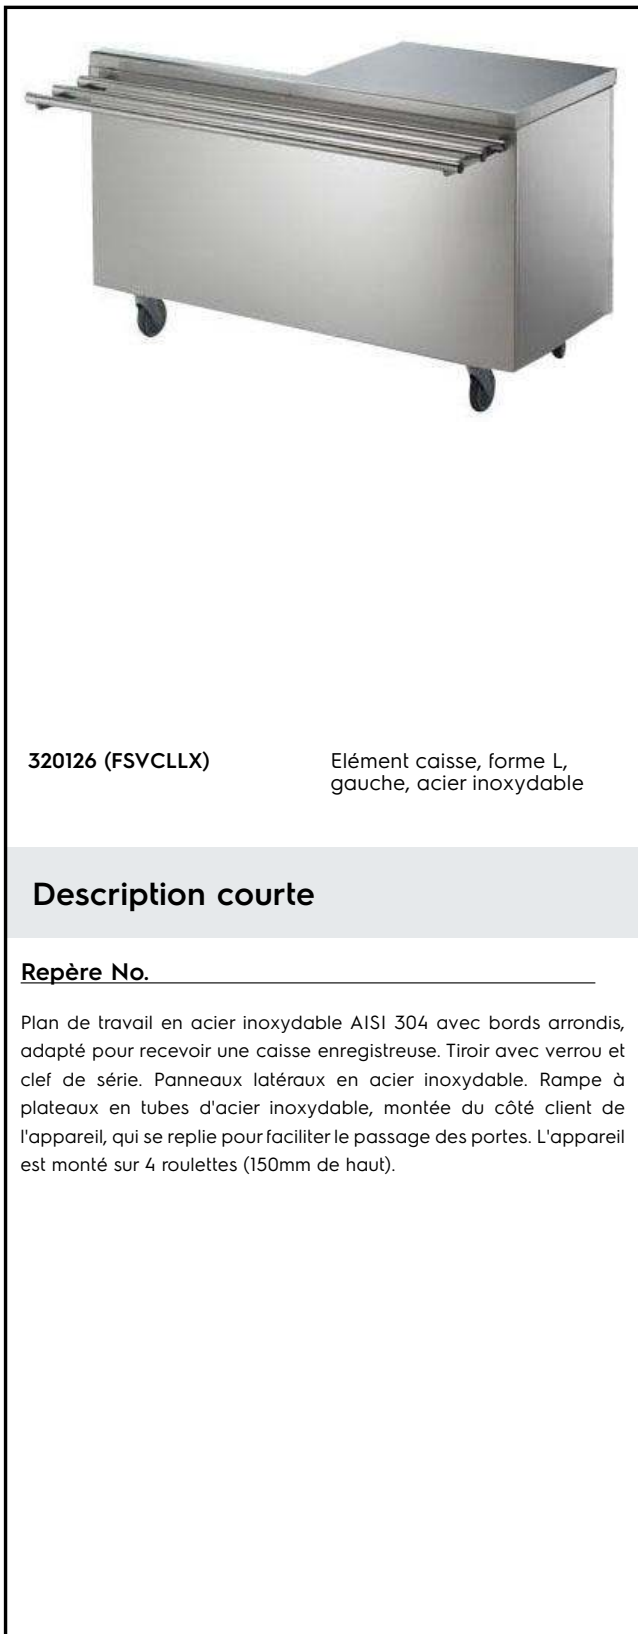 320126 (FSVCLLX)
Elément caisse, forme L,
gauche, acier inoxydable
Description courte
Repère No.
Plan de travail en acier inoxydable AISI 304 avec bords arrondis,
adapté pour recevoir une caisse enregistreuse. Tiroir avec verrou et
clef de série. Panneaux latéraux en acier inoxydable. Rampe à
plateaux en tubes d'acier inoxydable, montée du côté client de
l'appareil, qui se replie pour faciliter le passage des portes. L'appareil
est monté sur 4 roulettes (150mm de haut).